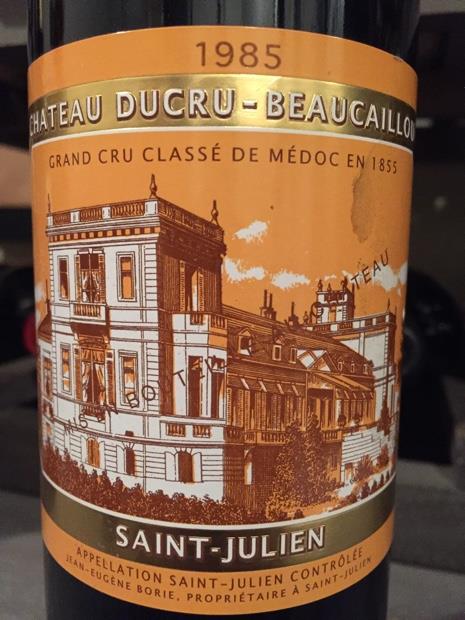 1985
CHATEAU DUCRU-BEAUCAILLOU
GRAND CRU CLASSÉ DE MÉDOC EN 1855
CHATEAU
SAINT-JULIEN
APPELLATION SAINT-JULIEN CONTRÔLÉE
JEAN-EUGÈNE BORIE, PROPRIÉTAIRE À SAINT-JULIEN